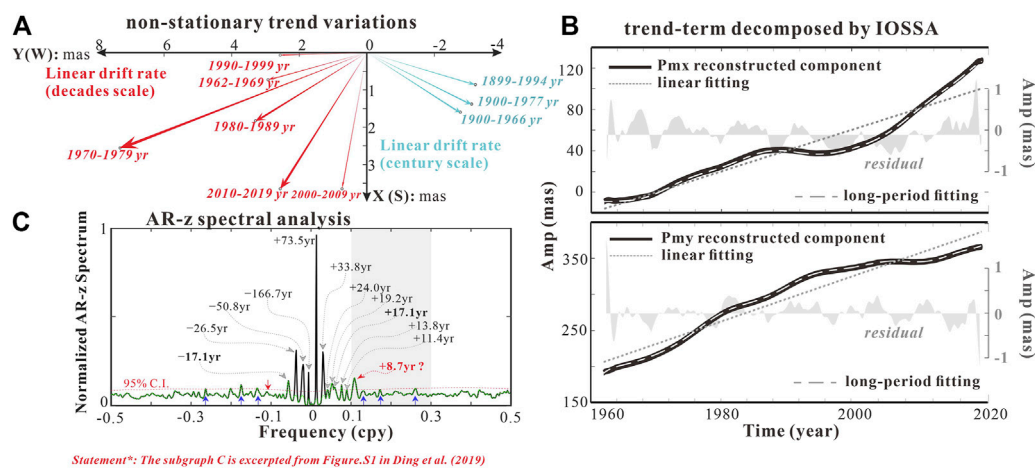 A
non-stationary trend variations
8
6
4
2
0
-2
-4
Y(W): mas
1990-1999 yr
Linear drift rate
(decades scale)
1962-1969 yr
1980-1989 yr
1970-1979 yr
2010-2019 yr
2000-2009 yr
1
2
3
X (S): mas
1899-1994 yr
1900-1977 yr
1900-1966 yr
Linear drift rate
(century scale)
B
trend-term decomposed by IOSSA
Pmx reconstructed component
linear fitting
residual
long-period fitting
120
80
40
0
1
0
-1
Amp (mas)
Pmy reconstructed component
linear fitting
residual
long-period fitting
350
250
150
1
0
-1
Amp (mas)
Amp (mas)
1960
1980
2000
2020
Time (year)
C
AR-z spectral analysis
Normalized AR-z Spectrum
1
0
+73.5yr
+33.8yr
+24.0yr
+19.2yr
+17.1yr
+13.8yr
+11.4yr
+8.7yr ?
−166.7yr
−50.8yr
−26.5yr
−17.1yr
95% C.I.
-0.5
-0.3
-0.1
0
0.1
0.3
0.5
Frequency (cpy)
Statement*: The subgraph C is excerpted from Figure.S1 in Ding et al. (2019)